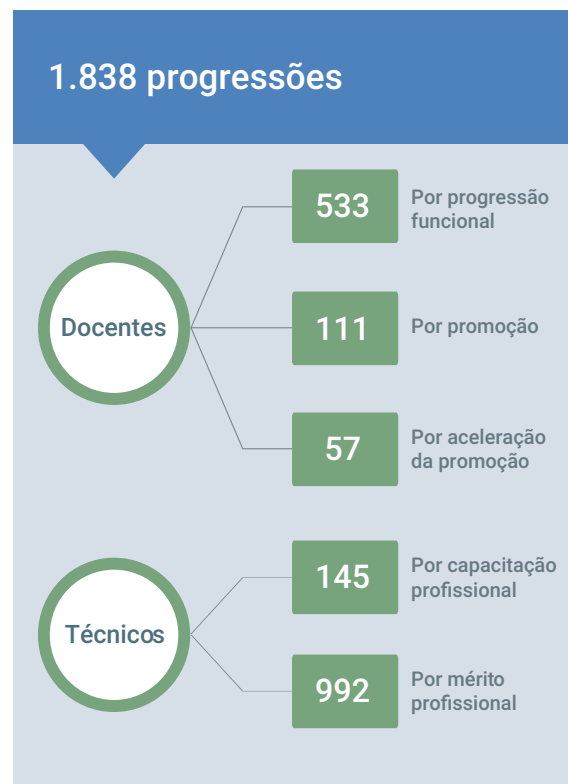 1.838 progressões
Docentes
533
Por progressão
funcional
111
Por promoção
57
Por aceleração
da promoção
Técnicos
145
Por capacitação
profissional
992
Por mérito
profissional